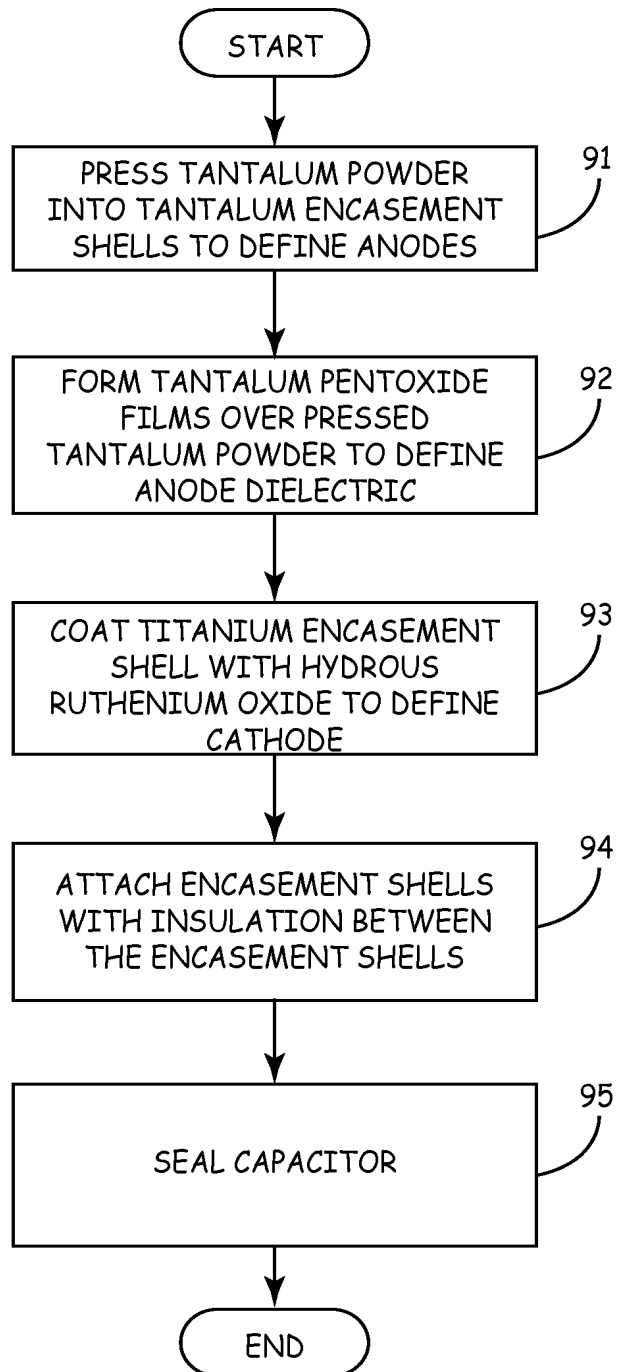 START
PRESS TANTALUM POWDER
INTO TANTALUM ENCASEMENT
SHELLS TO DEFINE ANODES
91
FORM TANTALUM PENTOXIDE
FILMS OVER PRESSED
TANTALUM POWDER TO DEFINE
ANODE DIELECTRIC
92
COAT TITANIUM ENCASEMENT
SHELL WITH HYDROUS
RUTHENIUM OXIDE TO DEFINE
CATHODE
93
ATTACH ENCASEMENT SHELLS
WITH INSULATION BETWEEN
THE ENCASEMENT SHELLS
94
SEAL CAPACITOR
95
END